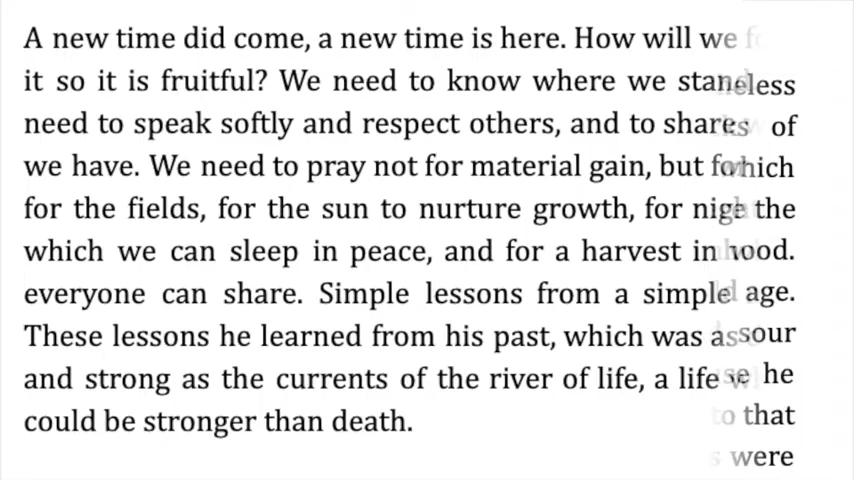 A new time did come, a new time is here. How will we
it so it is fruitful? We need to know where we
need to speak softly and respect others, and to share
we have. We need to pray not for material gain, but
for the fields, for the sun to nurture growth, for
which we can sleep in peace, and for a harvest in
everyone can share. Simple lessons from a simple age.
These lessons he learned from his past, which was as sour
and strong as the currents of the river of life, a life he
could be stronger than death. that
were